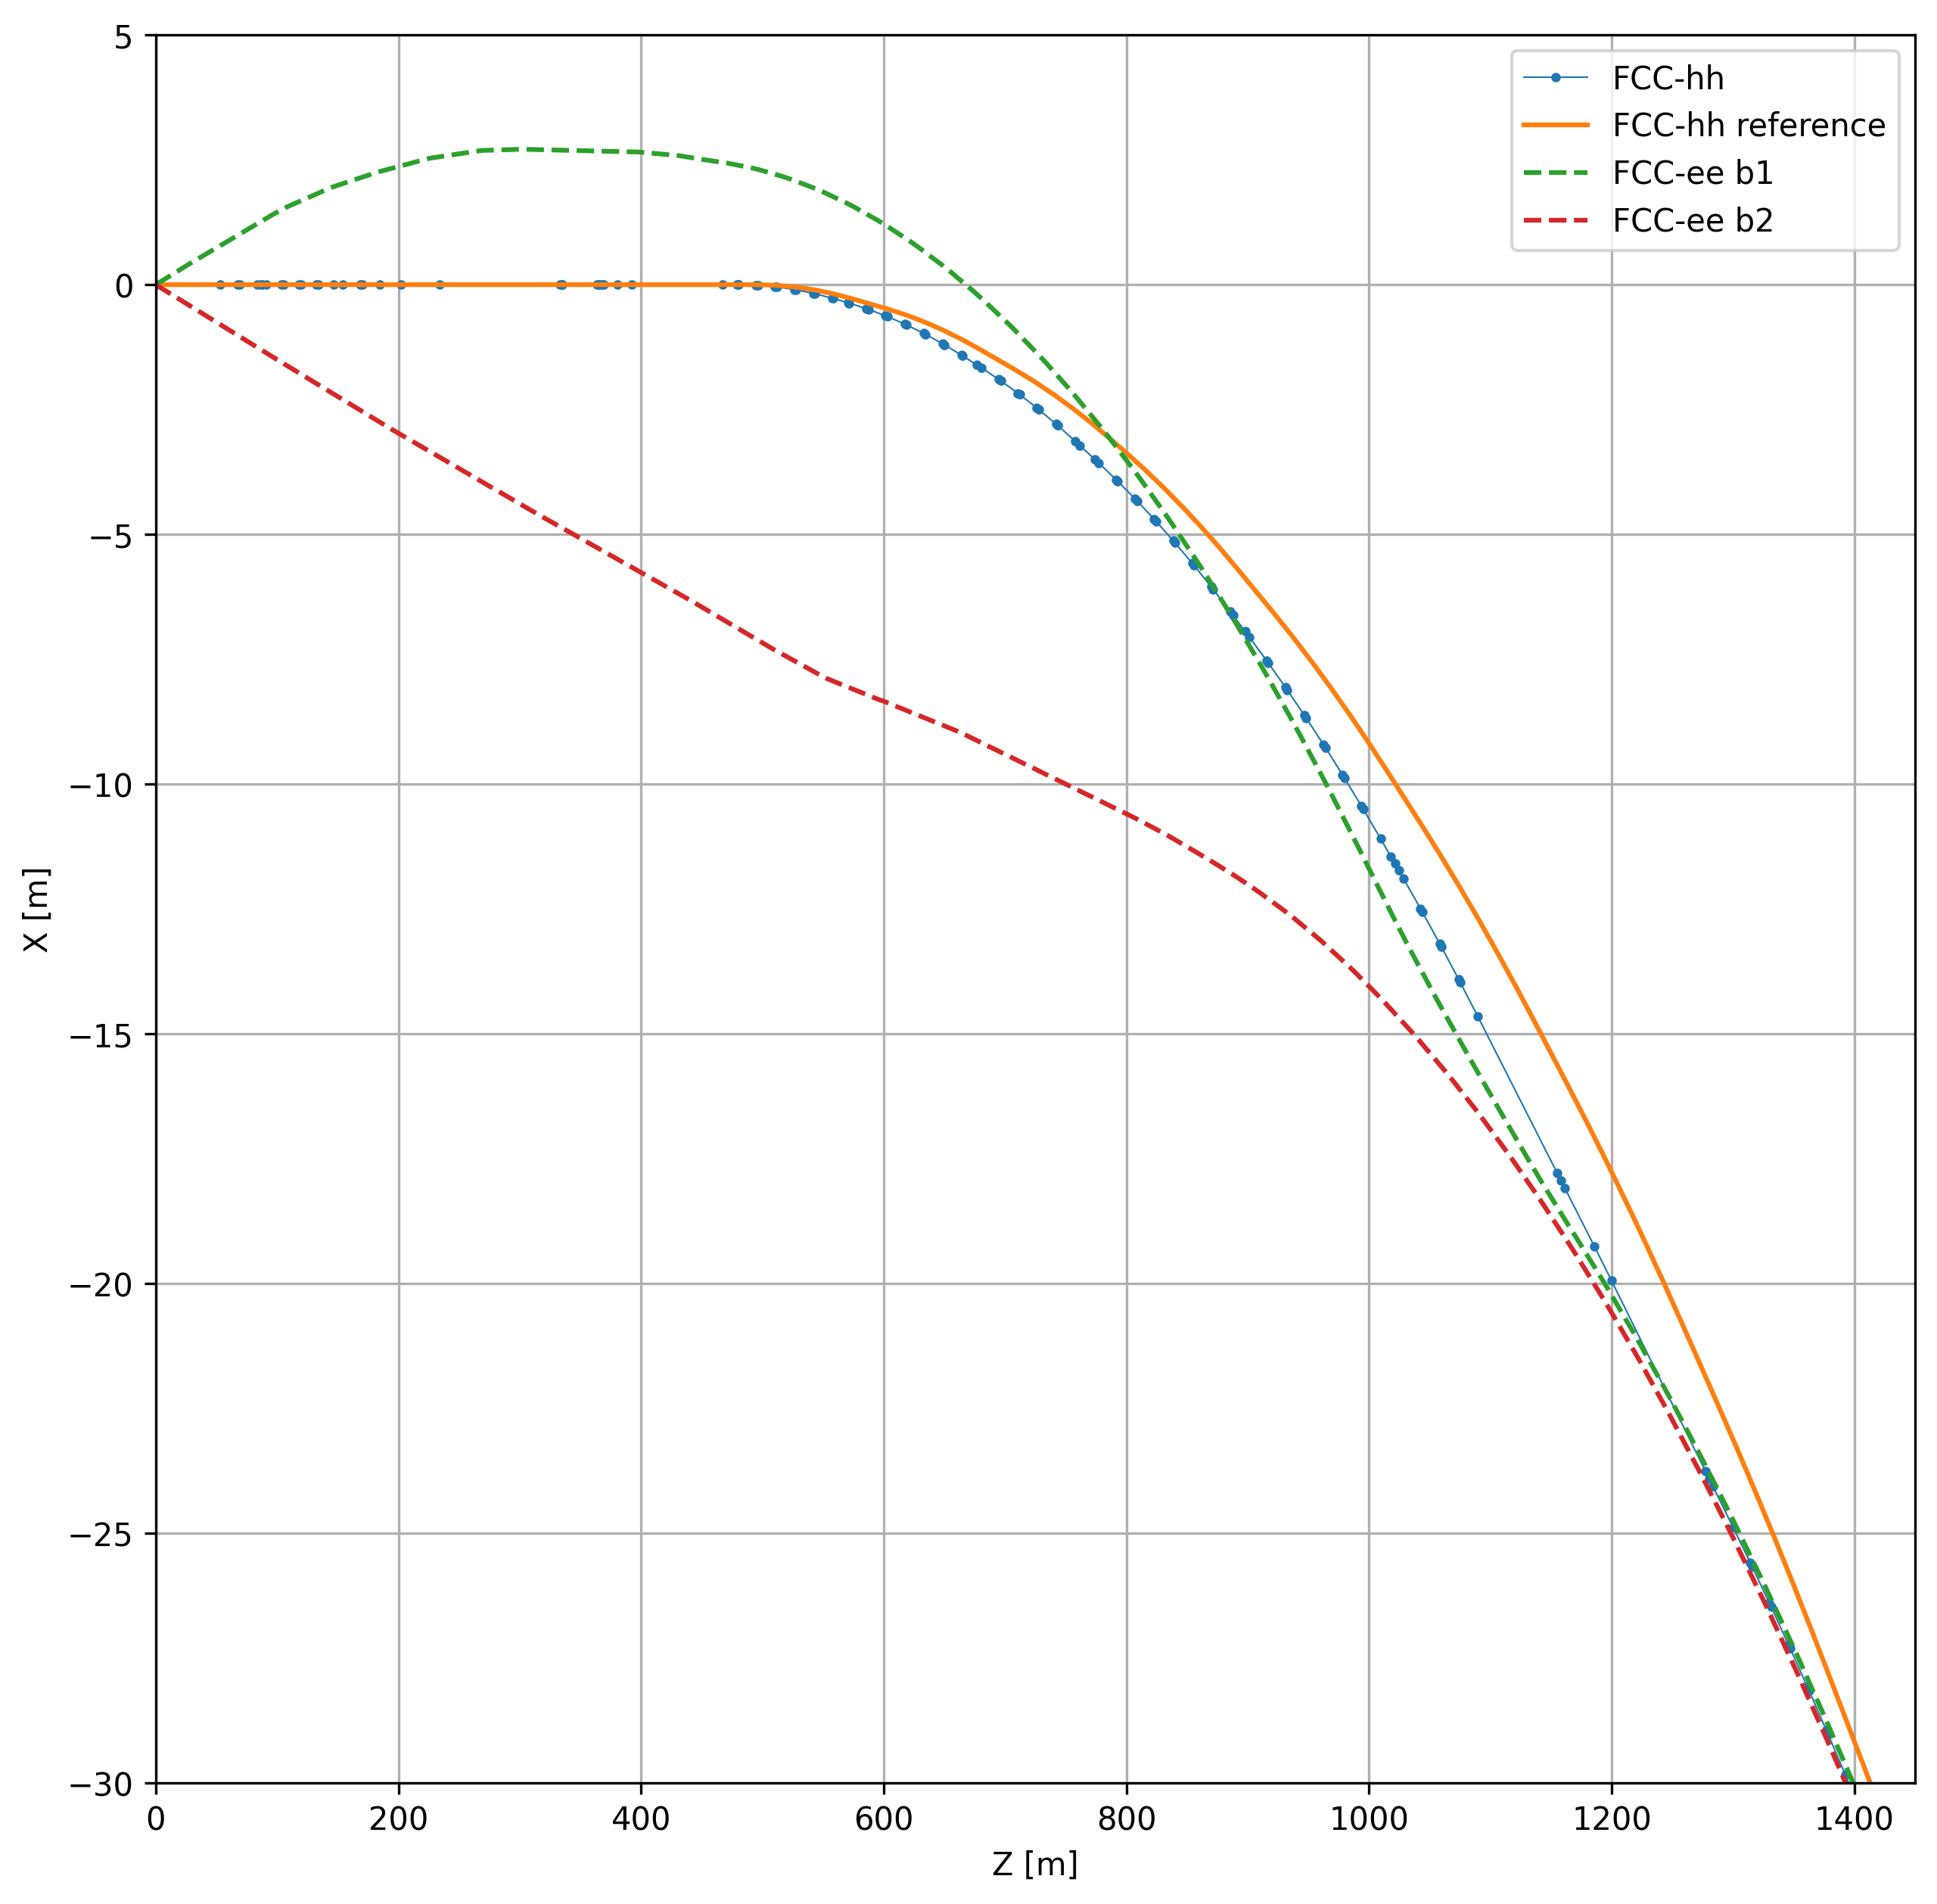 5
0
−5
−10
−15
−20
−25
−30
X [m]
0 200 400 600 800 1000 1200 1400
Z [m]
FCC-hh
FCC-hh reference
FCC-ee b1
FCC-ee b2